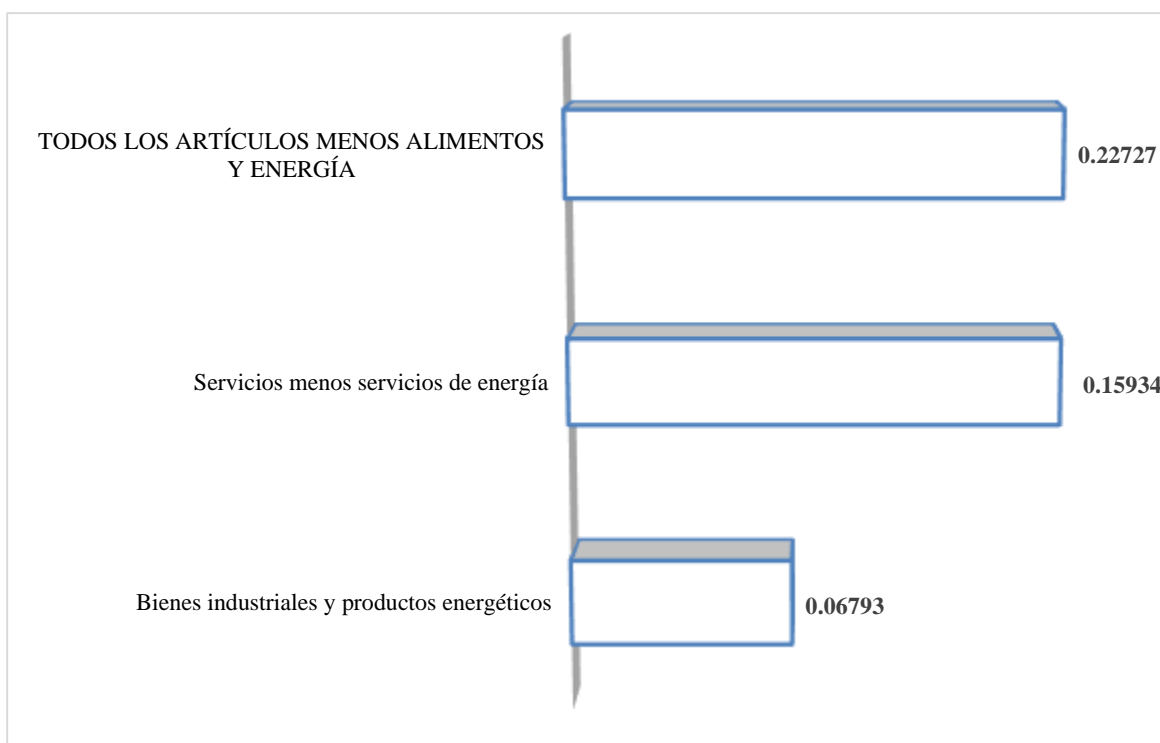 TODOS LOS ARTÍCULOS MENOS ALIMENTOS
Y ENERGÍA
0.22727
Servicios menos servicios de energía
0.15934
Bienes industriales y productos energéticos
0.06793